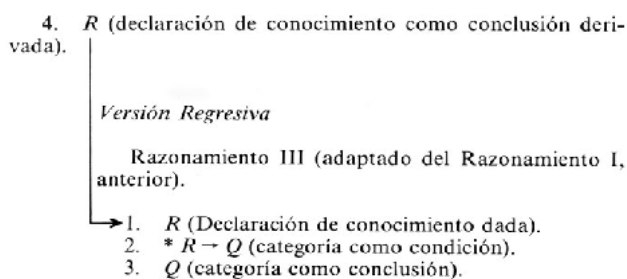 4. R (declaración de conocimiento como conclusión deri-
vada).
Versión Regresiva
Razonamiento III (adaptado del Razonamiento I,
anterior).
1. R (Declaración de conocimiento dada).
2. * R → Q (categoría como condición).
3. Q (categoría como conclusión).